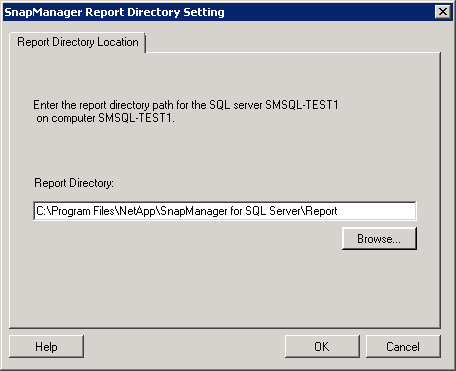 SnapManager Report Directory Setting
Report Directory Location
Enter the report directory path for the SQL server SMSQL-TEST1
on computer SMSQL-TEST1.
Report Directory:
C:\Program Files\NetApp\SnapManager for SQL Server\Report
Browse...
Help
OK
Cancel